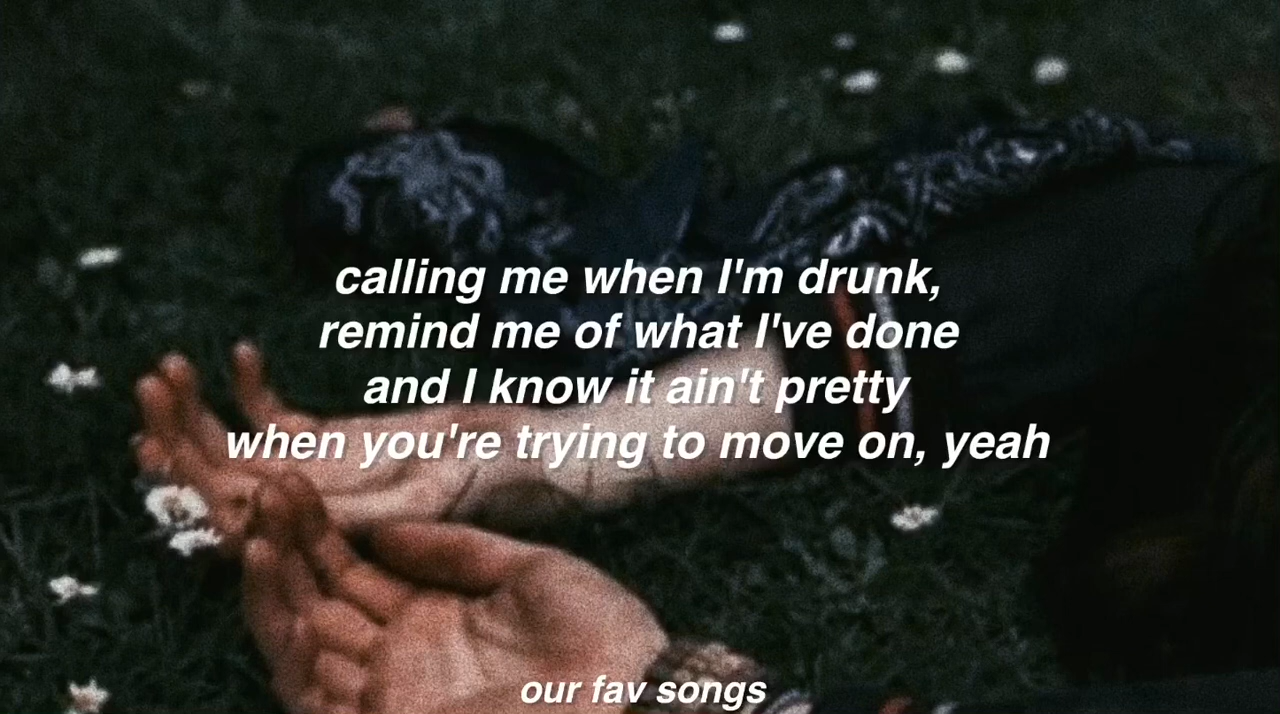 calling me when I'm drunk,
remind me of what I've done
and I know it ain't pretty
when you're trying to move on, yeah
our fav songs